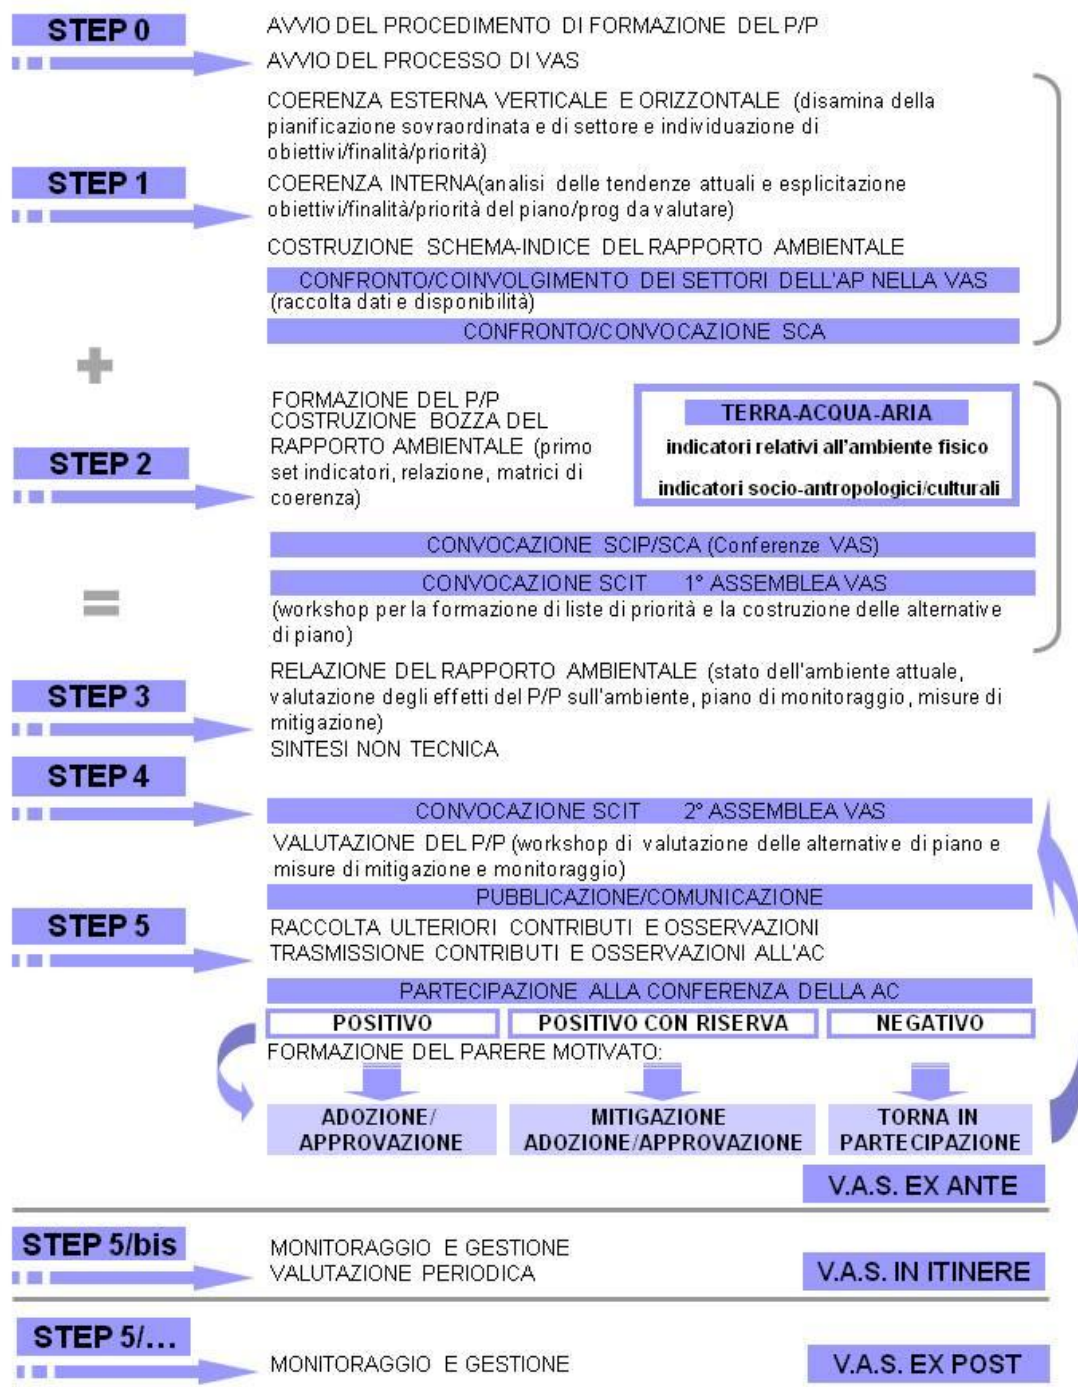 STEP 0
AVVIO DEL PROCEDIMENTO DI FORMAZIONE DEL P/P
AVVIO DEL PROCESSO DI VAS
COERENZA ESTERNA VERTICALE E ORIZZONTALE (disamina della
pianificazione sovraordinata e di settore e individuazione di
obiettivi/finalità/priorità)
STEP 1
COERENZA INTERNA(analisi delle tendenze attuali e esplicitazione
obiettivi/finalità/priorità del piano/prog da valutare)
COSTRUZIONE SCHEMA-INDICE DEL RAPPORTO AMBIENTALE
CONFRONTO/COINVOLGIMENTO DEI SETTORI DELL'AP NELLA VAS
(raccolta dati e disponibilità)
CONFRONTO/CONVOCAZIONE SCA
+
STEP 2
FORMAZIONE DEL P/P
COSTRUZIONE BOZZA DEL
RAPPORTO AMBIENTALE (primo
set indicatori, relazione, matrici di
coerenza)
TERRA-ACQUA-ARIA
indicatori relativi all'ambiente fisico
indicatori socio-antropologici/culturali
CONVOCAZIONE SCIP/SCA (Conferenze VAS)
CONVOCAZIONE SCIT 1° ASSEMBLEA VAS
(workshop per la formazione di liste di priorità e la costruzione delle alternative
di piano)
=
STEP 3
RELAZIONE DEL RAPPORTO AMBIENTALE (stato dell'ambiente attuale,
valutazione degli effetti del P/P sull'ambiente, piano di monitoraggio, misure di
mitigazione)
SINTESI NON TECNICA
STEP 4
CONVOCAZIONE SCIT 2° ASSEMBLEA VAS
VALUTAZIONE DEL P/P (workshop di valutazione delle alternative di piano e
misure di mitigazione e monitoraggio)
PUBBLICAZIONE/COMUNICAZIONE
STEP 5
RACCOLTA ULTERIORI CONTRIBUTI E OSSERVAZIONI
TRASMISSIONE CONTRIBUTI E OSSERVAZIONI ALL'AC
PARTECIPAZIONE ALLA CONFERENZA DELLA AC
POSITIVO
POSITIVO CON RISERVA
NEGATIVO
FORMAZIONE DEL PARERE MOTIVATO:
ADOZIONE/
APPROVAZIONE
MITIGAZIONE
ADOZIONE/APPROVAZIONE
TORNA IN
PARTECIPAZIONE
V.A.S. EX ANTE
STEP 5/bis
MONITORAGGIO E GESTIONE
VALUTAZIONE PERIODICA
V.A.S. IN ITINERE
STEP 5/...
MONITORAGGIO E GESTIONE
V.A.S. EX POST